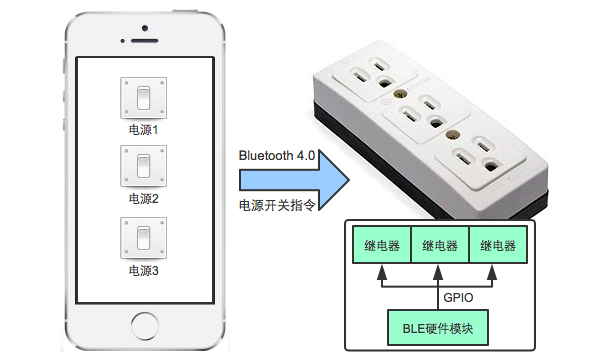 电源1
电源2
电源3
Bluetooth 4.0
电源开关指令
继电器 继电器 继电器
GPIO
BLE硬件模块